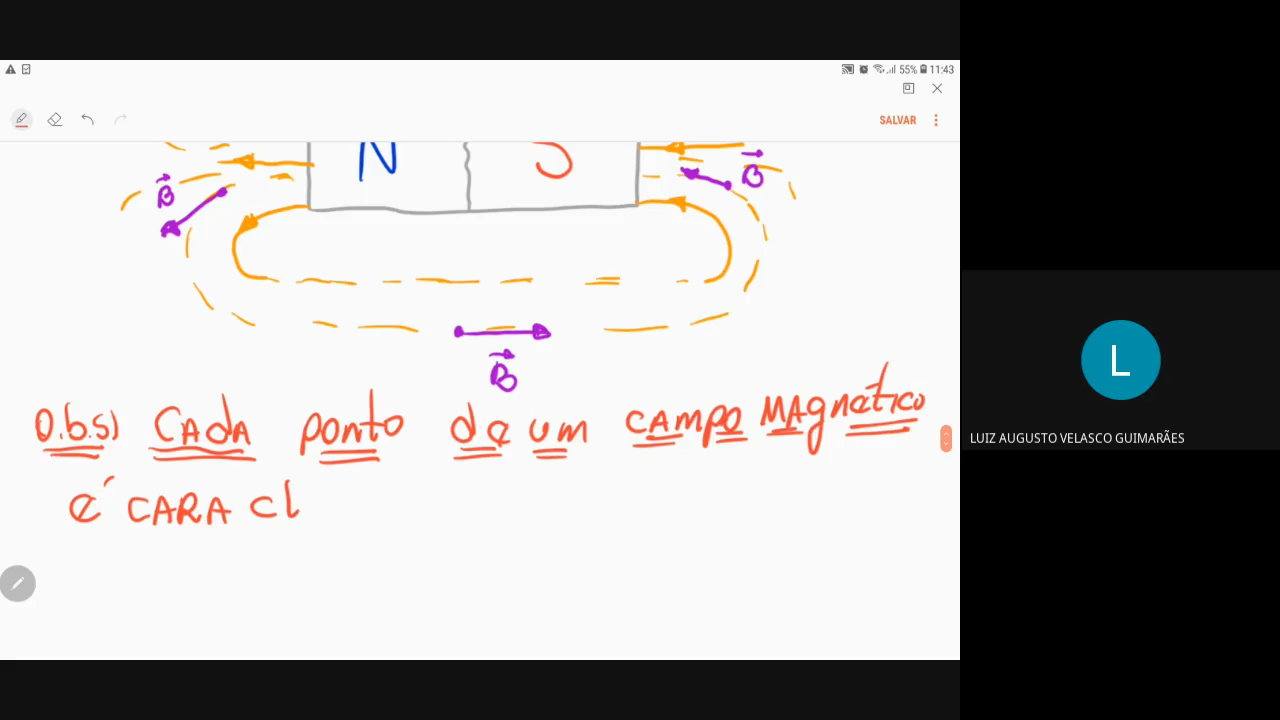 55% 11:43
SALVAR
N S
B
B
B
O.b.s) CAdA ponto de um CAMPO MAgnético
é CARA Cl
L
LUIZ AUGUSTO VELASCO GUIMARÃES